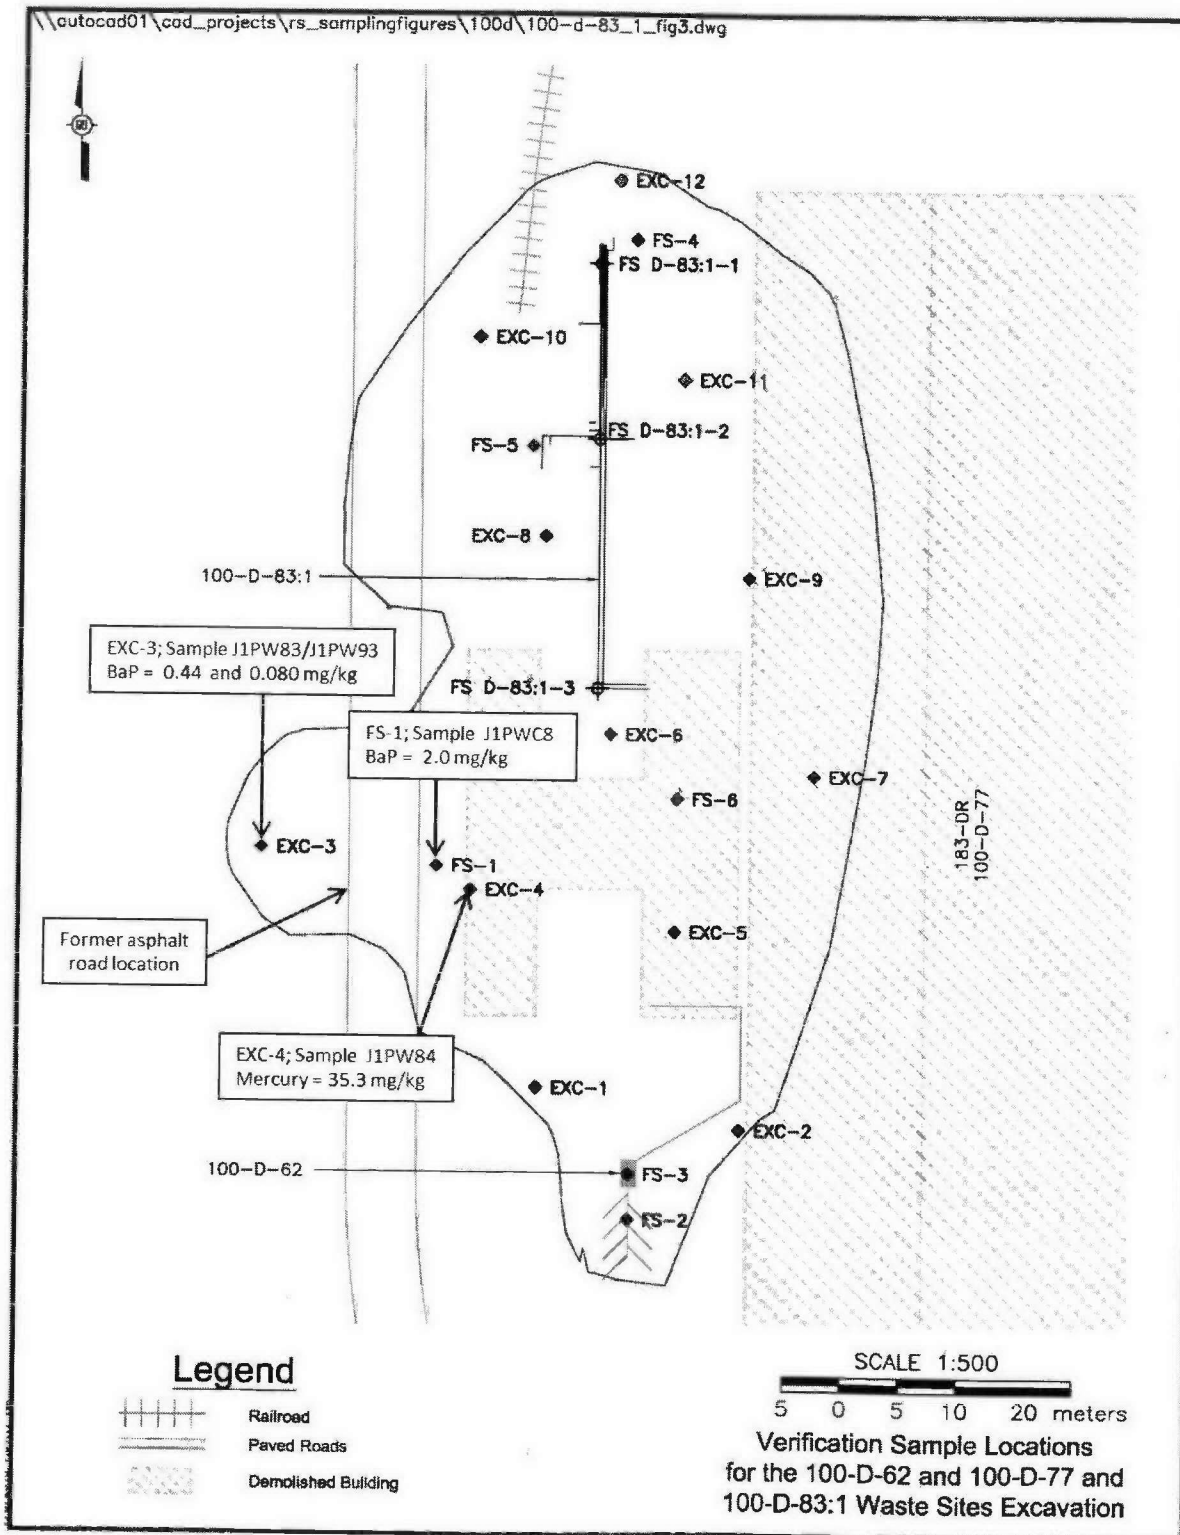 \\autocad01\cad_projects\rs_samplingfigures\100d\100-d-83_1_fig3.dwg
EXC-12
FS-4
FS D-83:1-1
EXC-10
EXC-11
FS D-83:1-2
FS-5
EXC-8
100-D-83:1
EXC-9
EXC-3; Sample J1PW83/J1PW93
BaP = 0.44 and 0.080 mg/kg
FS D-83:1-3
FS-1; Sample J1PWC8
BaP = 2.0 mg/kg
EXC-6
EXC-7
FS-6
183-DR
100-D-77
EXC-3
FS-1
EXC-4
Former asphalt
road location
EXC-5
EXC-4; Sample J1PW84
Mercury = 35.3 mg/kg
EXC-1
EXC-2
100-D-62
FS-3
FS-2
Legend
Railroad
Paved Roads
Demolished Building
SCALE 1:500
5 0 5 10 20 meters
Verification Sample Locations
for the 100-D-62 and 100-D-77 and
100-D-83:1 Waste Sites Excavation